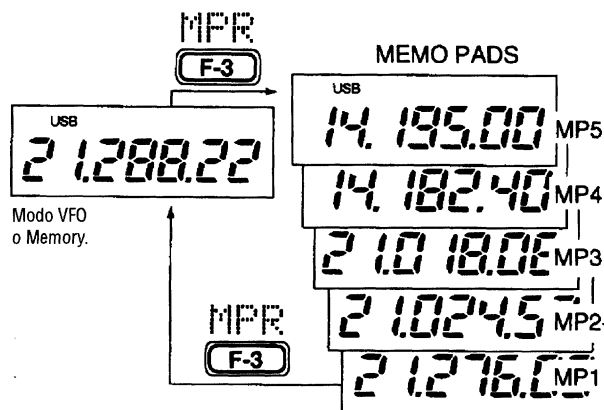 MPR
F-3
MEMO PADS
USB
14.195.00 MP5
USB
21.288.22
14.182.40 MP4
Modo VFO
o Memory.
21.018.0 MP3
21.024.5 MP2
MPR
F-3
21.276. MP1